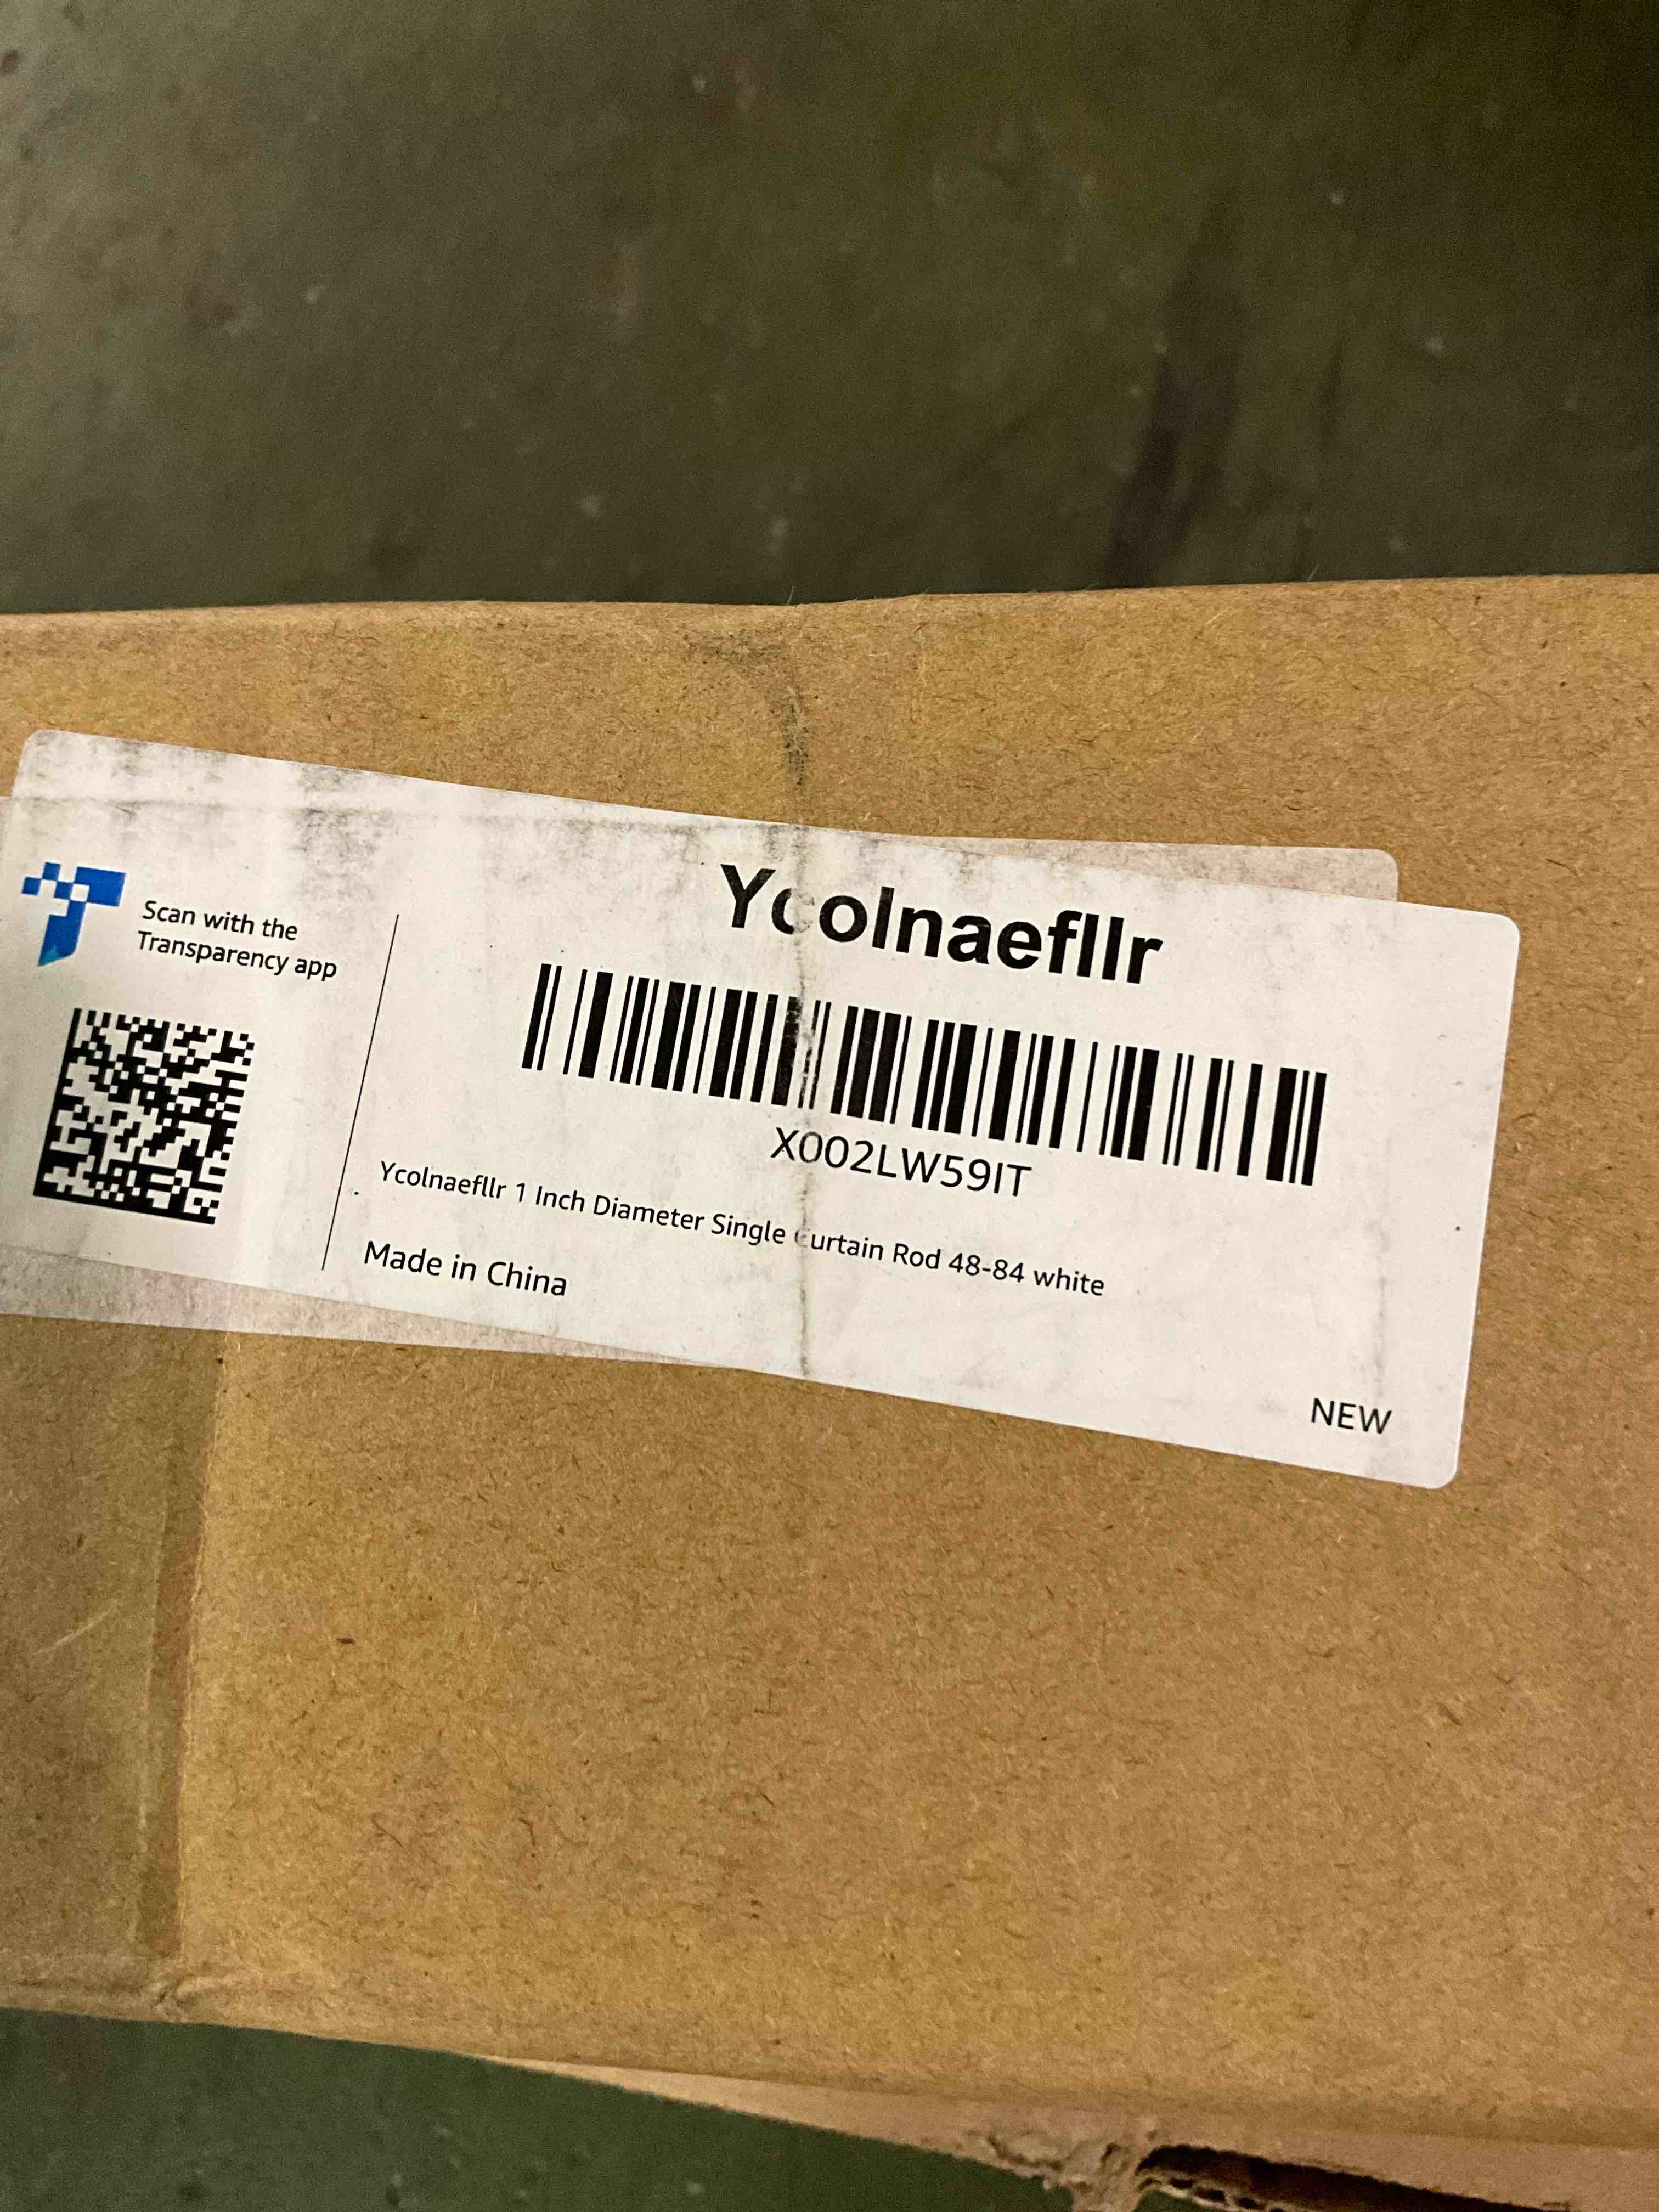 Scan with the
Transparency app
Ycolnaefllr
X002LW59IT
Ycolnaefllr 1 Inch Diameter Single Curtain Rod 48-84 white
Made in China
NEW